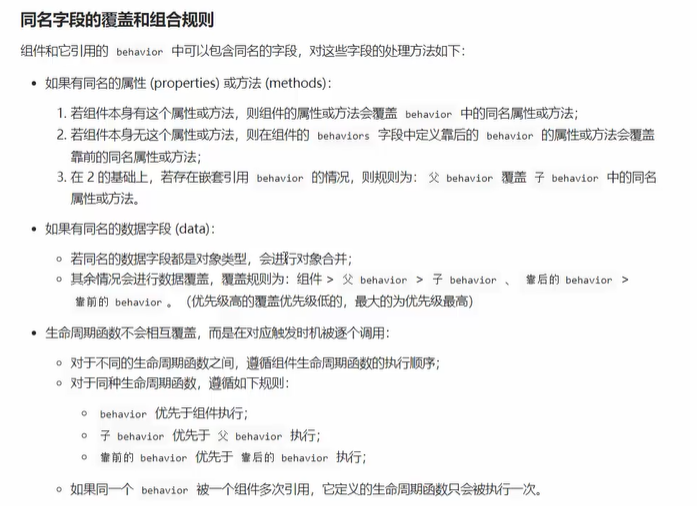 同名字段的覆盖和组合规则
组件和它引用的 behavior 中可以包含同名的字段，对这些字段的处理方法如下：
• 如果有同名的属性 (properties) 或方法 (methods)：
1. 若组件本身有这个属性或方法，则组件的属性或方法会覆盖 behavior 中的同名属性或方法；
2. 若组件本身无这个属性或方法，则在组件的 behaviors 字段中定义靠后的 behavior 的属性或方法会覆盖
靠前的同名属性或方法；
3. 在 2 的基础上，若存在嵌套引用 behavior 的情况，则规则为： 父 behavior 覆盖 子 behavior 中的同名
属性或方法。
• 如果有同名的数据字段 (data)：
◦ 若同名的数据字段都是对象类型，会进行对象合并；
◦ 其余情况会进行数据覆盖，覆盖规则为：组件 > 父 behavior > 子 behavior 、 靠后的 behavior >
靠前的 behavior 。（优先级高的覆盖优先级低的，最大的为优先级最高）
• 生命周期函数不会相互覆盖，而是在对应触发时机被逐个调用：
◦ 对于不同的生命周期函数之间，遵循组件生命周期函数的执行顺序；
◦ 对于同种生命周期函数，遵循如下规则：
◦ behavior 优先于组件执行；
◦ 子 behavior 优先于 父 behavior 执行；
◦ 靠前的 behavior 优先于 靠后的 behavior 执行；
◦ 如果同一个 behavior 被一个组件多次引用，它定义的生命周期函数只会被执行一次。